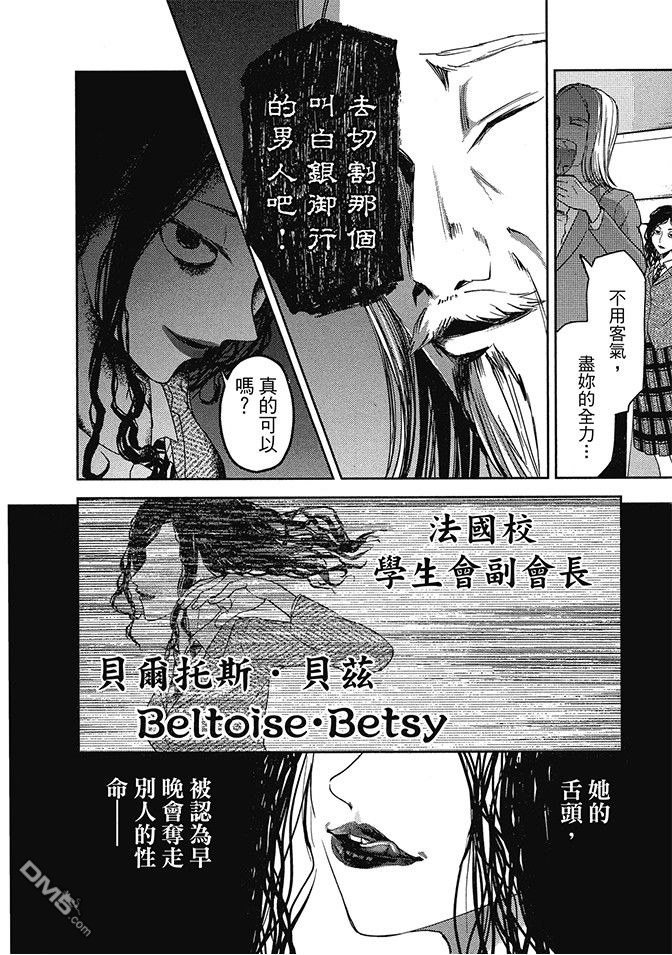 不用客氣，
盡妳的全力…
去切割那個
叫白銀御行
的男人吧！
真的可以
嗎？
法國校
學生會副會長
貝爾托斯·貝茲
Beltoise·Betsy
她的
舌頭，
被認為早
晚會奪走
別人的性
命──
DM5.com